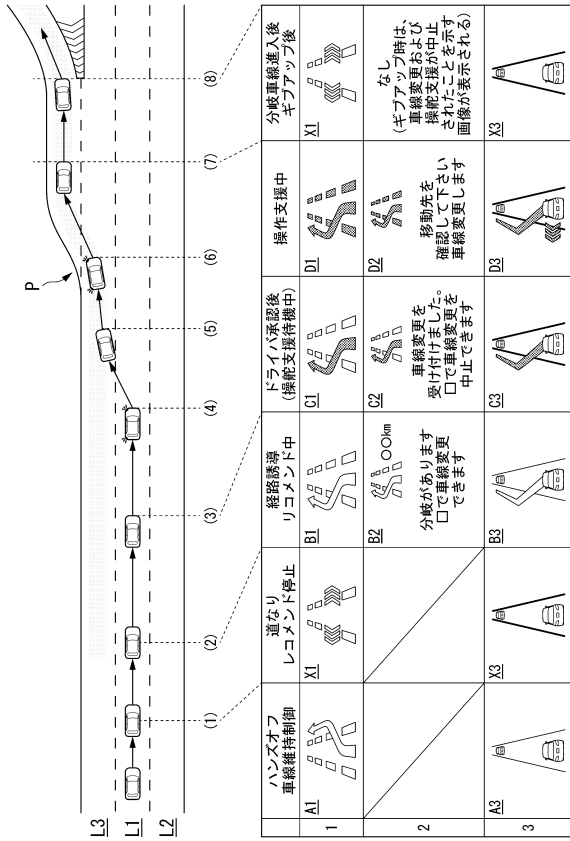 L3
L1
L2
P
(1)
(2)
(3)
(4)
(5)
(6)
(7)
(8)
ハンズオフ
車線維持制御
道なり
レコメンド停止
経路誘導
リコメンド中
ドライバ承認後
(操舵支援待機中)
操作支援中
分岐車線進入後
ギブアップ後
1
A1
X1
B1
C1
D1
X1
2
B2
○○km
分岐があります
□で車線変更
できます
C2
車線変更を
受け付けました。
□で車線変更を
中止できます
D2
移動先を
確認して下さい
車線変更します
なし
(ギブアップ時は、
車線変更および
操舵支援が中止
されたことを示す
画像が表示される)
3
A3
X3
B3
C3
D3
X3